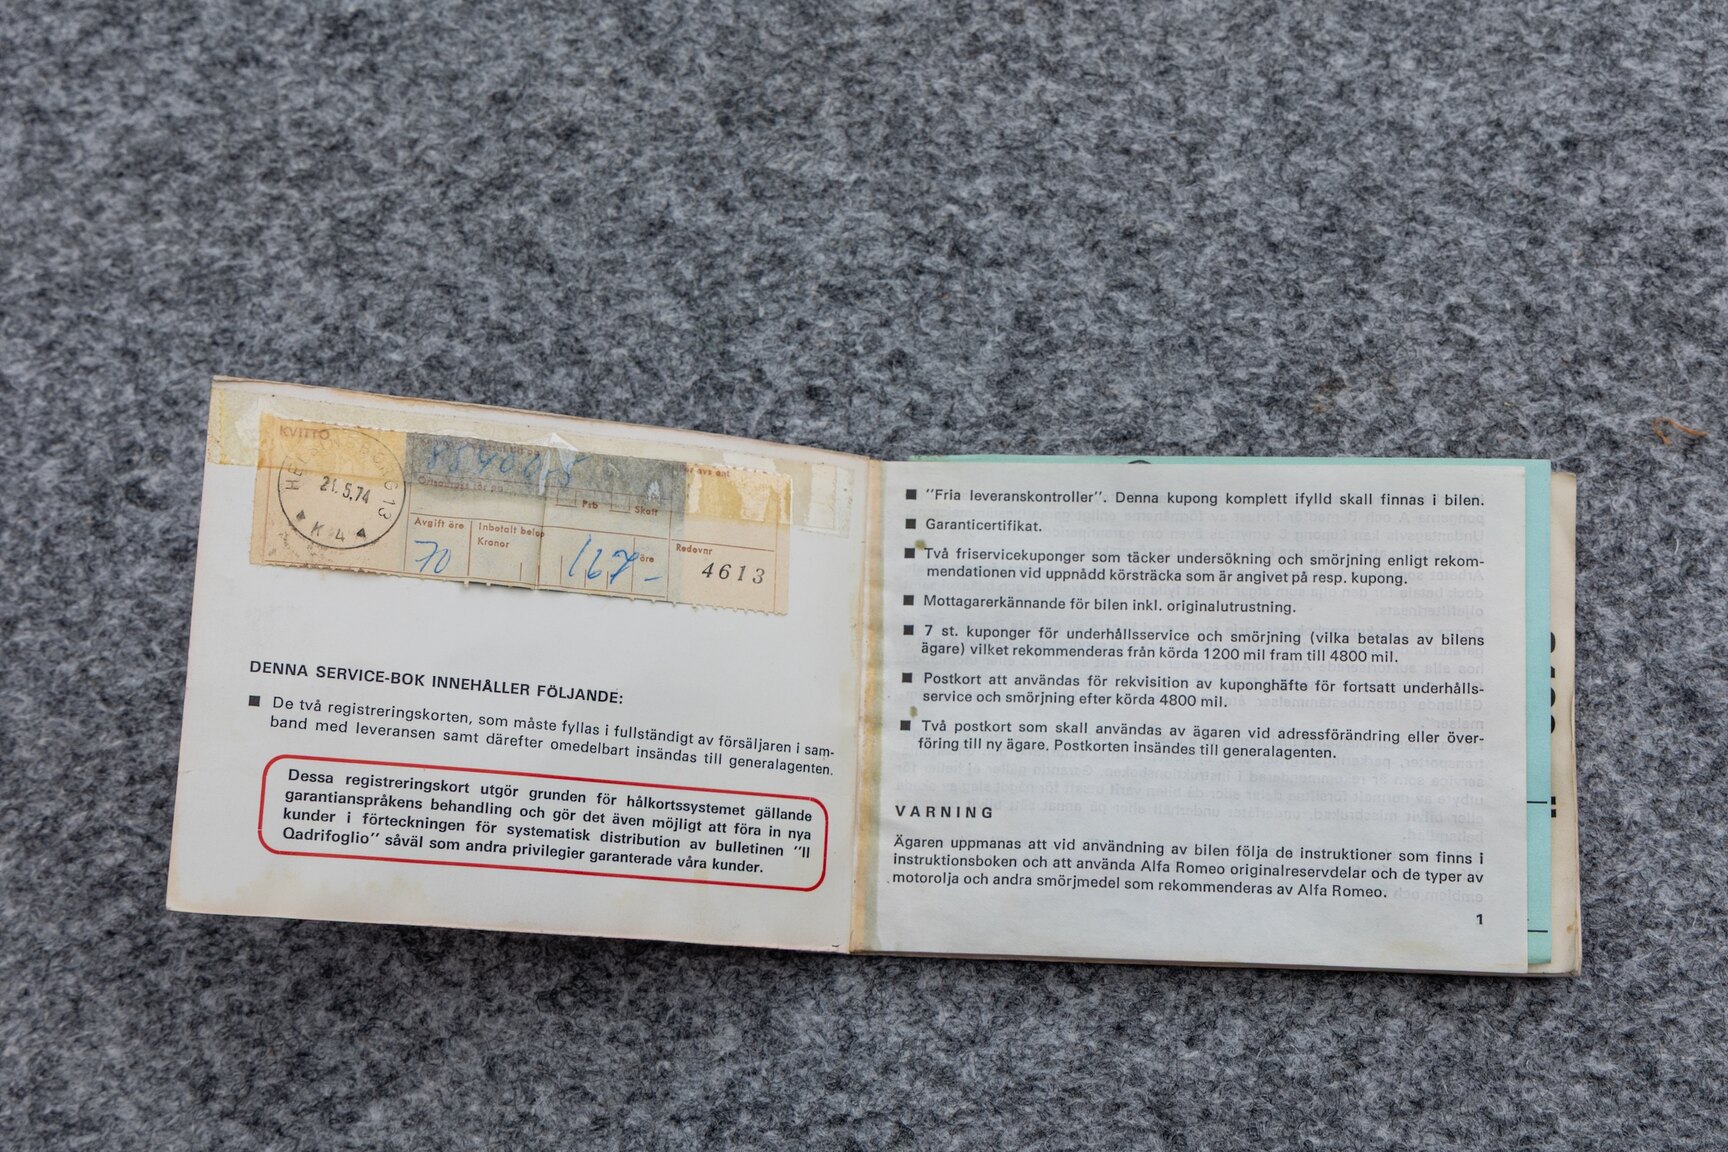 KVITTO
21.5.74
K 4
Psb
Skatt
Avgift öre
Inbetalt belopp
Kronor
öre
Redovnr
70
167-
4613
DENNA SERVICE-BOK INNEHÅLLER FÖLJANDE:
■ De två registreringskorten, som måste fyllas i fullständigt av försäljaren i sam-
band med leveransen samt därefter omedelbart insändas till generalagenten.
Dessa registreringskort utgör grunden för hålkortssystemet gällande
garantianspråkens behandling och gör det även möjligt att föra in nya
kunder i förteckningen för systematisk distribution av bulletinen "Il
Qadrifoglio" såväl som andra privilegier garanterade våra kunder.
■ "Fria leveranskontroller". Denna kupong komplett ifylld skall finnas i bilen.
■ Garanticertifikat.
■ Två friservicekuponger som täcker undersökning och smörjning enligt rekom-
mendationen vid uppnådd körsträcka som är angivet på resp. kupong.
■ Mottagarerkännande för bilen inkl. originalutrustning.
■ 7 st. kuponger för underhållsservice och smörjning (vilka betalas av bilens
ägare) vilket rekommenderas från körda 1200 mil fram till 4800 mil.
■ Postkort att användas för rekvisition av kuponghäfte för fortsatt underhålls-
service och smörjning efter körda 4800 mil.
■ Två postkort som skall användas av ägaren vid adressförändring eller över-
föring till ny ägare. Postkorten insändes till generalagenten.
VARNING
Ägaren uppmanas att vid användning av bilen följa de instruktioner som finns i
instruktionsboken och att använda Alfa Romeo originalreservdelar och de typer av
motorolja och andra smörjmedel som rekommenderas av Alfa Romeo.
1